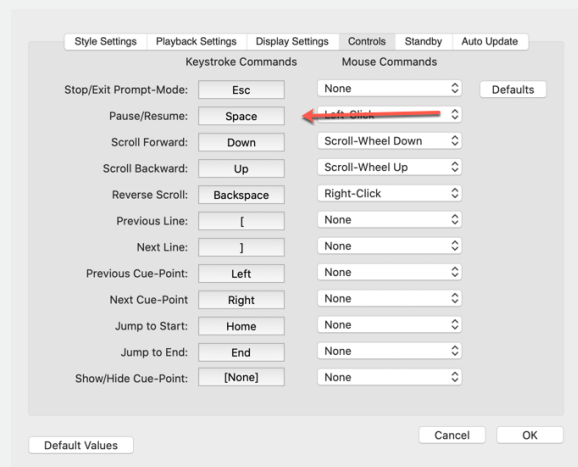 Style Settings Playback Settings Display Settings Controls Standby Auto Update
Keystroke Commands Mouse Commands
Stop/Exit Prompt-Mode: Esc None Defaults
Pause/Resume: Space Left-Click
Scroll Forward: Down Scroll-Wheel Down
Scroll Backward: Up Scroll-Wheel Up
Reverse Scroll: Backspace Right-Click
Previous Line: [ None
Next Line: ] None
Previous Cue-Point: Left None
Next Cue-Point Right None
Jump to Start: Home None
Jump to End: End None
Show/Hide Cue-Point: [None] None
Cancel OK
Default Values